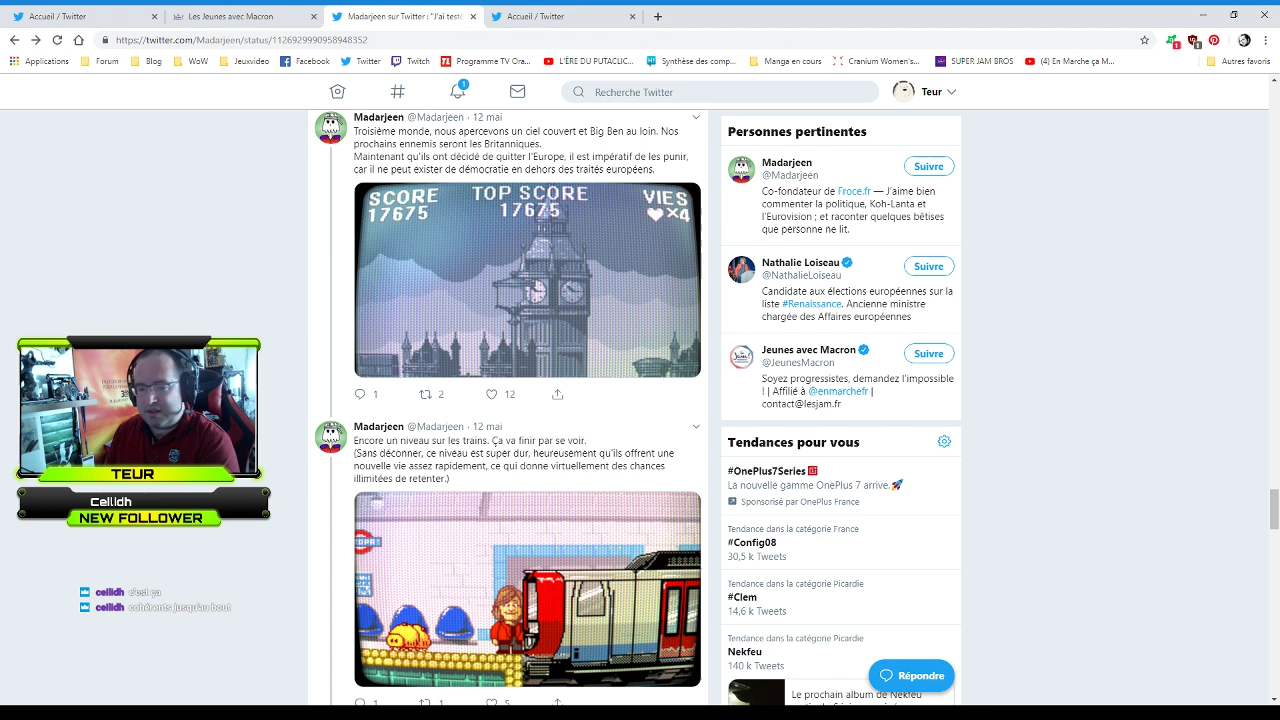 Accueil / Twitter
Les Jeunes avec Macron
Madarjeen sur Twitter : "J'ai testé
Accueil / Twitter
https://twitter.com/Madarjeen/status/1126929990958948352
Applications
Forum
Blog
WoW
Jeuxvideo
Facebook
Twitter
Twitch
Programme TV Ora...
L'ÈRE DU PUTACLIC...
Synthèse des comp...
Manga en cours
Cranium Women's...
SUPER JAM BROS
(4) En Marche ça M...
Autres favoris
1
Recherche Twitter
Teur
Madarjeen @Madarjeen · 12 mai
Troisième monde, nous apercevons un ciel couvert et Big Ben au loin. Nos
prochains ennemis seront les Britanniques.
Maintenant qu'ils ont décidé de quitter l'Europe, il est impératif de les punir,
car il ne peut exister de démocratie en dehors des traités européens.
SCORE
17675
TOP SCORE
17675
VIES
×4
1
2
12
Madarjeen @Madarjeen · 12 mai
Encore un niveau sur les trains. Ça va finir par se voir.
(Sans déconner, ce niveau est super dur, heureusement qu'ils offrent une
nouvelle vie assez rapidement, ce qui donne virtuellement des chances
illimitées de retenter.)
1
1
5
Personnes pertinentes
Madarjeen
@Madarjeen
Suivre
Co-fondateur de Froce.fr — J'aime bien
commenter la politique, Koh-Lanta et
l'Eurovision ; et raconter quelques bêtises
que personne ne lit.
Nathalie Loiseau
@NathalieLoiseau
Suivre
Candidate aux élections européennes sur la
liste #Renaissance. Ancienne ministre
chargée des Affaires européennes
Jeunes avec Macron
@JeunesMacron
Suivre
Soyez progressistes, demandez l'impossible
! | Affilié à @enmarchefr |
contact@lesjam.fr
Tendances pour vous
#OnePlus7Series
La nouvelle gamme OnePlus 7 arrive.
Sponsorisé par OnePlus France
Tendance dans la catégorie France
#Config08
30,5 k Tweets
Tendance dans la catégorie Picardie
#Clem
14,6 k Tweets
Tendance dans la catégorie Picardie
Nekfeu
140 k Tweets
Le prochain album de Nekfeu
Répondre
TEUR
Ceilidh
NEW FOLLOWER
ceilidh c'est ça
ceilidh cohérents jusqu'au bout